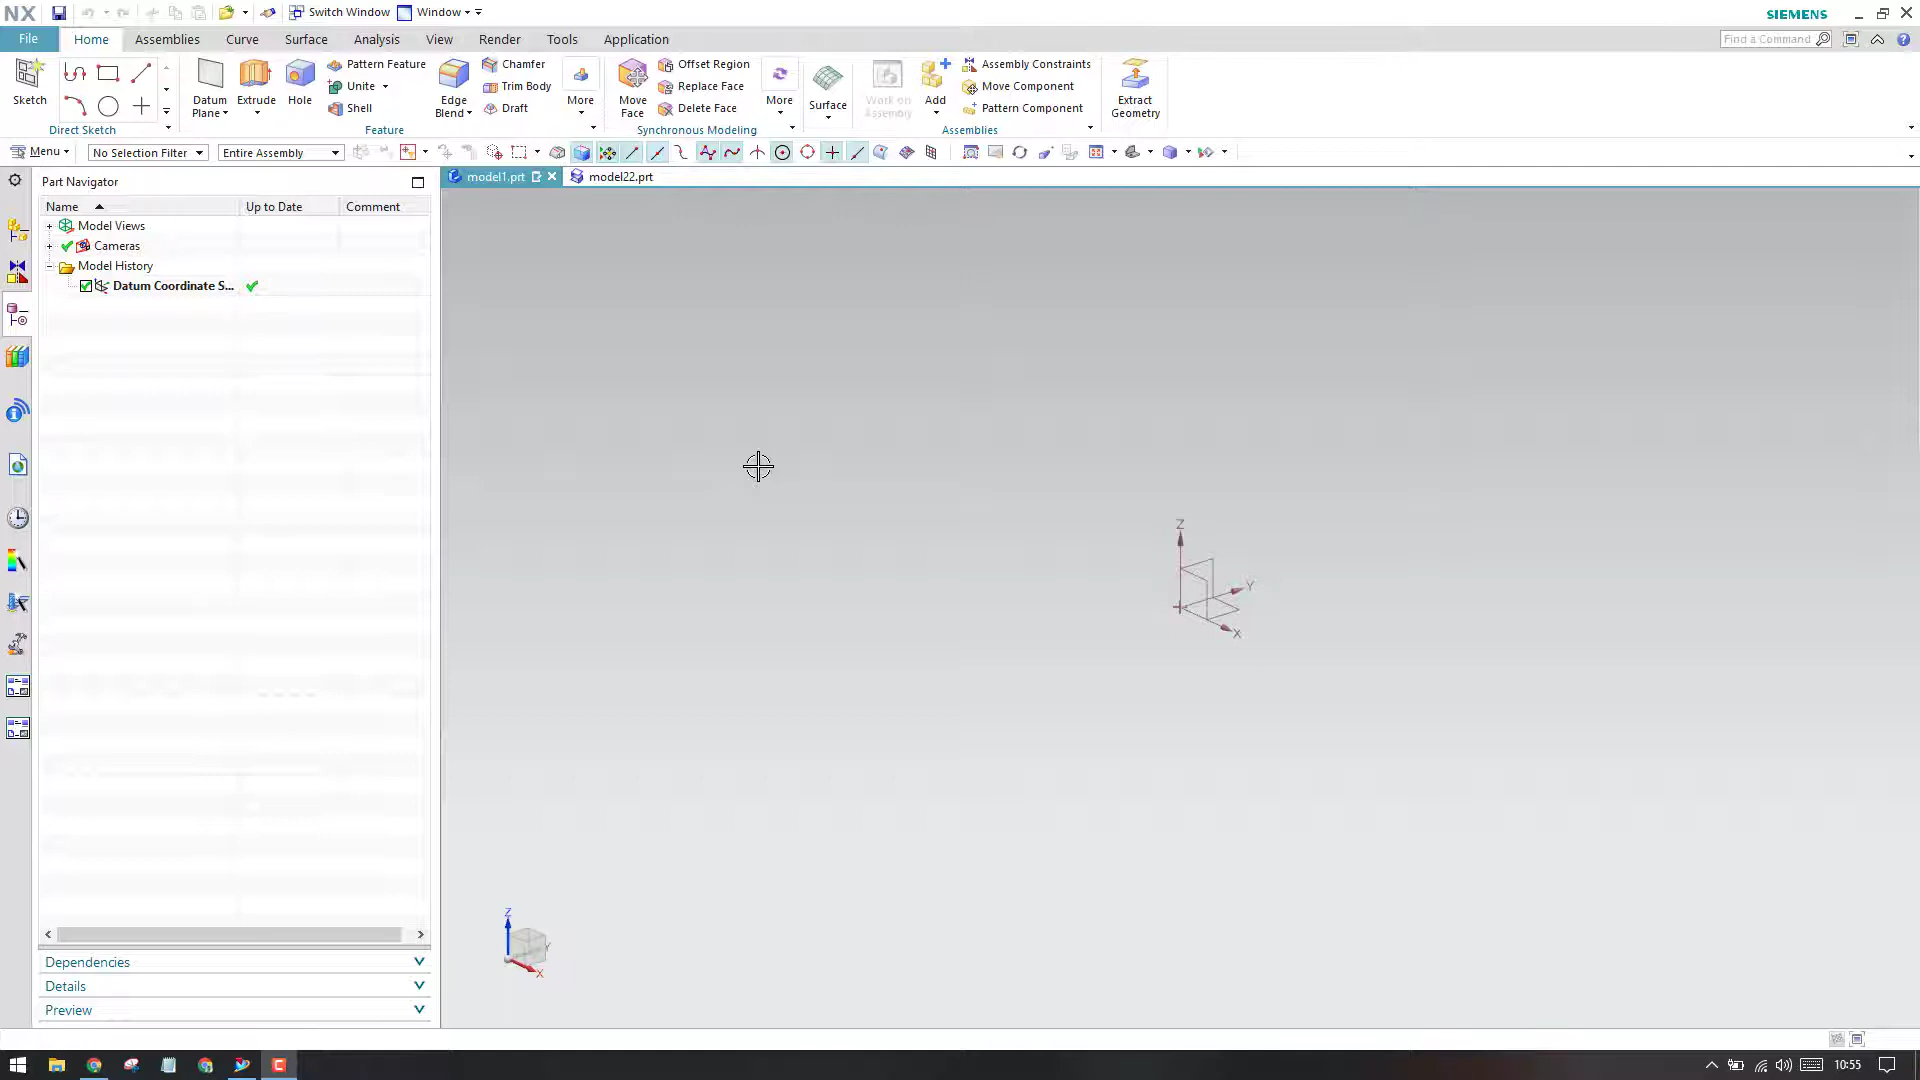 NX Switch Window Window SIEMENS
File Home Assemblies Curve Surface Analysis View Render Tools Application Find a Command
Sketch Datum Plane Extrude Hole Pattern Feature Unite Shell Edge Blend Chamfer Trim Body Draft More Move Face Offset Region Replace Face Delete Face More Surface Work on Assembly Add Assembly Constraints Move Component Pattern Component Extract Geometry
Direct Sketch Feature Synchronous Modeling Assemblies
Menu No Selection Filter Entire Assembly
Part Navigator model1.prt model22.prt
Name Up to Date Comment
Model Views
Cameras
Model History
Datum Coordinate S...
Z
Y
X
Z
Y
X
Dependencies
Details
Preview
10:55